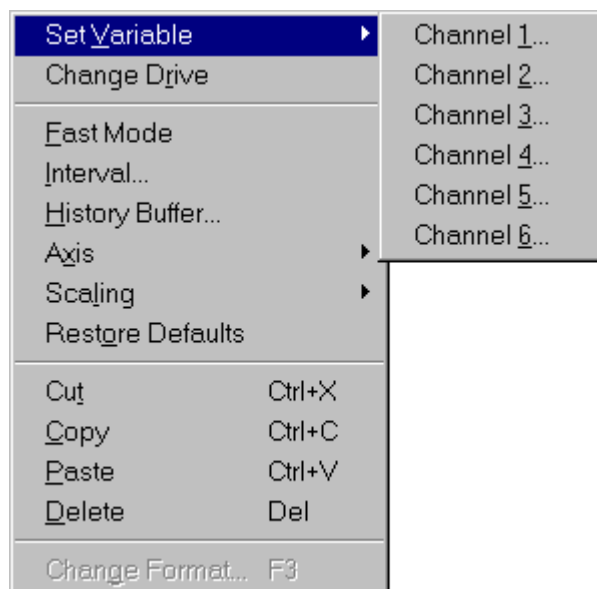 Set Variable
Change Drive
Fast Mode
Interval...
History Buffer...
Axis
Scaling
Restore Defaults
Cut Ctrl+X
Copy Ctrl+C
Paste Ctrl+V
Delete Del
Change Format... F3
Channel 1...
Channel 2...
Channel 3...
Channel 4...
Channel 5...
Channel 6...